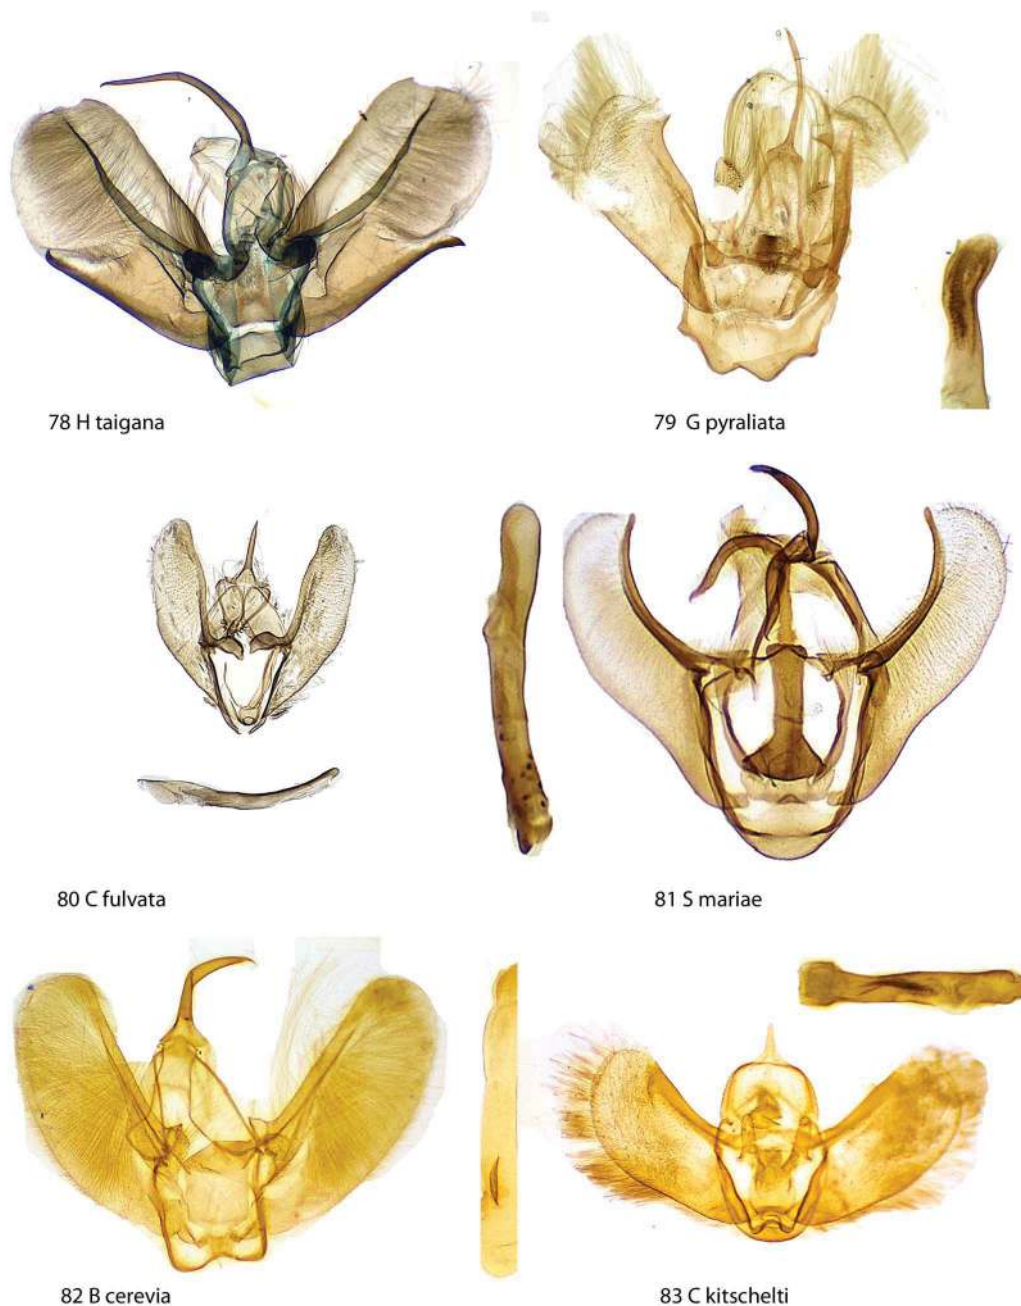 78 H taigana
79 G pyraliata
80 C fulvata
81 S mariae
82 B cerevia
83 C kitschelti